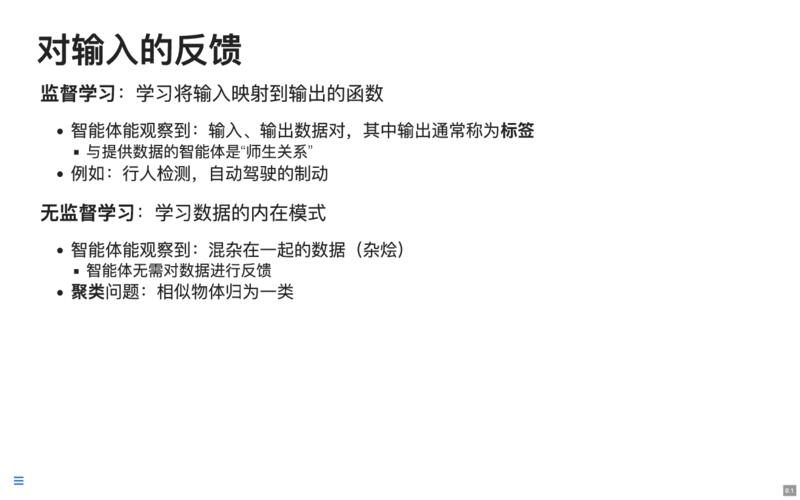 对输入的反馈
监督学习：学习将输入映射到输出的函数
• 智能体能观察到：输入、输出数据对，其中输出通常称为标签
▪ 与提供数据的智能体是“师生关系”
• 例如：行人检测，自动驾驶的制动
无监督学习：学习数据的内在模式
• 智能体能观察到：混杂在一起的数据（杂烩）
▪ 智能体无需对数据进行反馈
• 聚类问题：相似物体归为一类